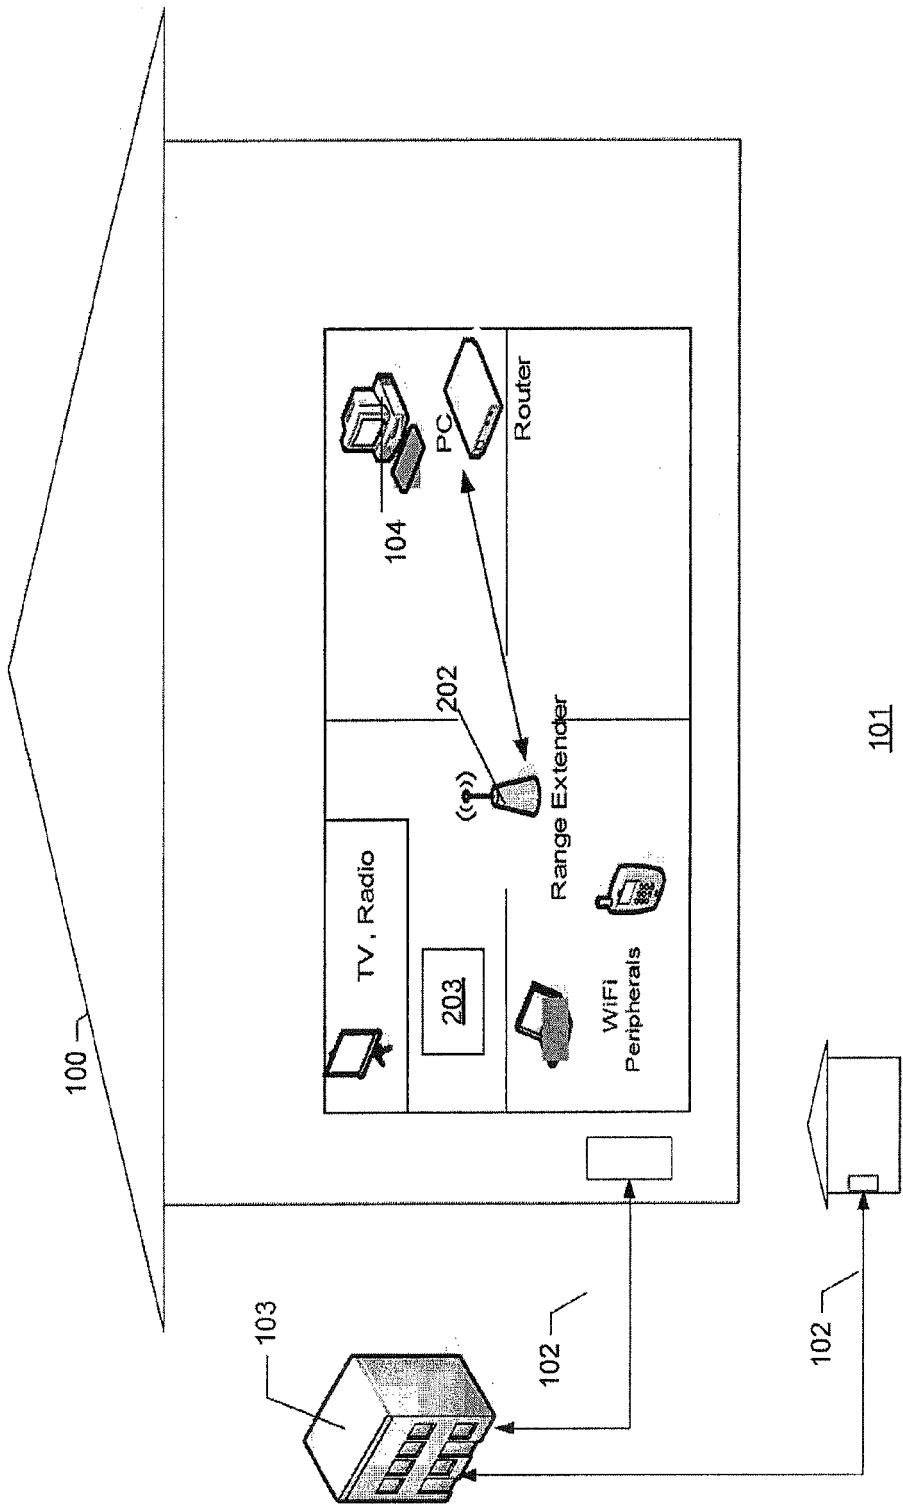 100
103
102
102
TV, Radio
203
WiFi
Peripherals
Range Extender
202
104
PC
Router
101